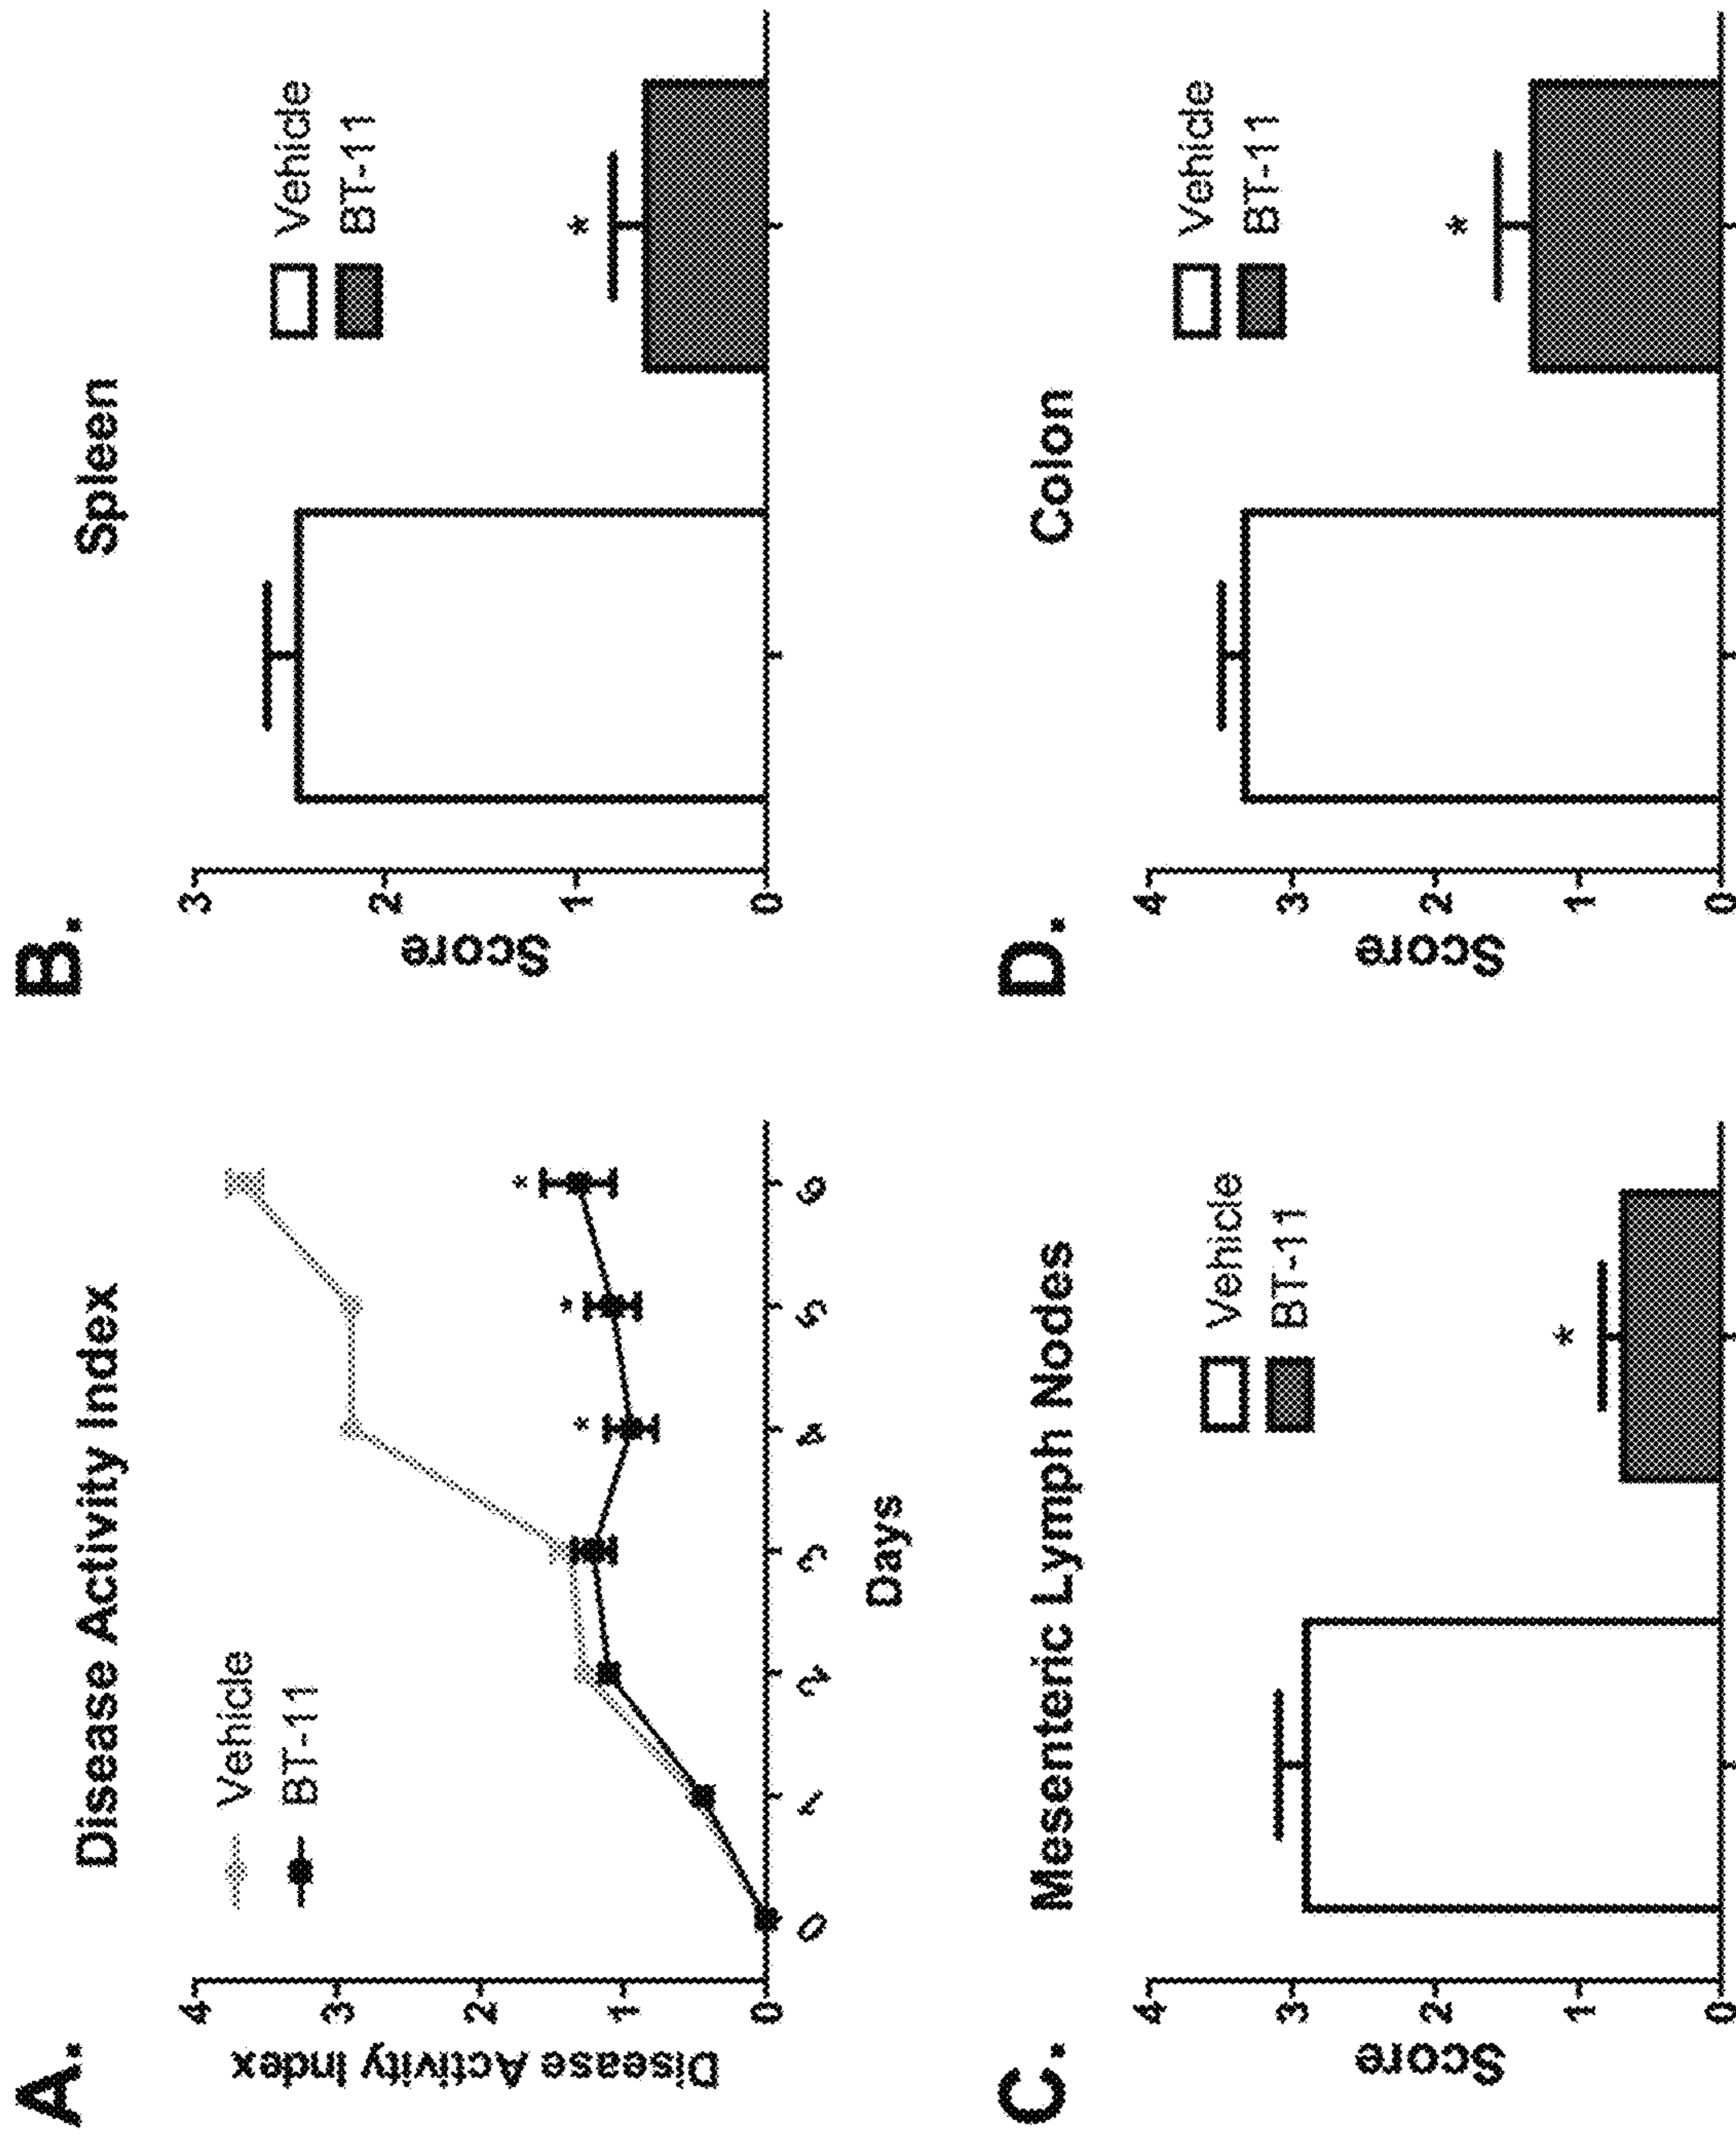 A.
Disease Activity Index
Vehicle
BT-11
Disease Activity Index
4
3
2
1
0
0 1 2 3 4 5 6
* * *
Days
B.
Spleen
Vehicle
BT-11
Score
3
2
1
0
*
C.
Mesenteric Lymph Nodes
Vehicle
BT-11
Score
4
3
2
1
0
*
D.
Colon
Vehicle
BT-11
Score
4
3
2
1
0
*